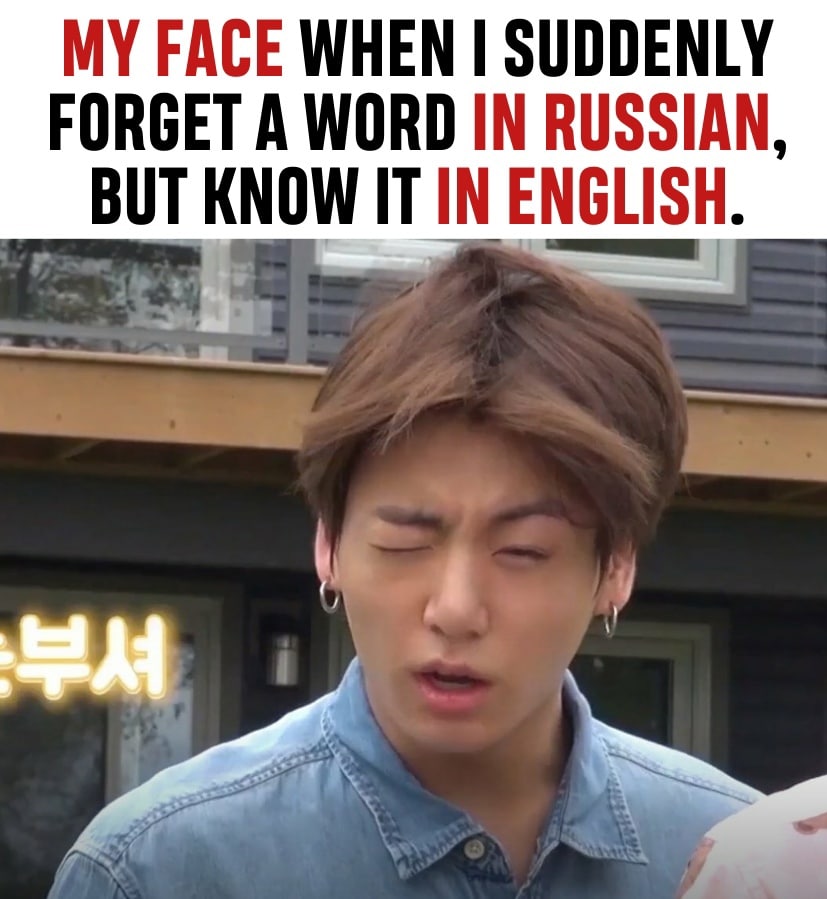 MY FACE WHEN I SUDDENLY
FORGET A WORD IN RUSSIAN,
BUT KNOW IT IN ENGLISH.
부셔